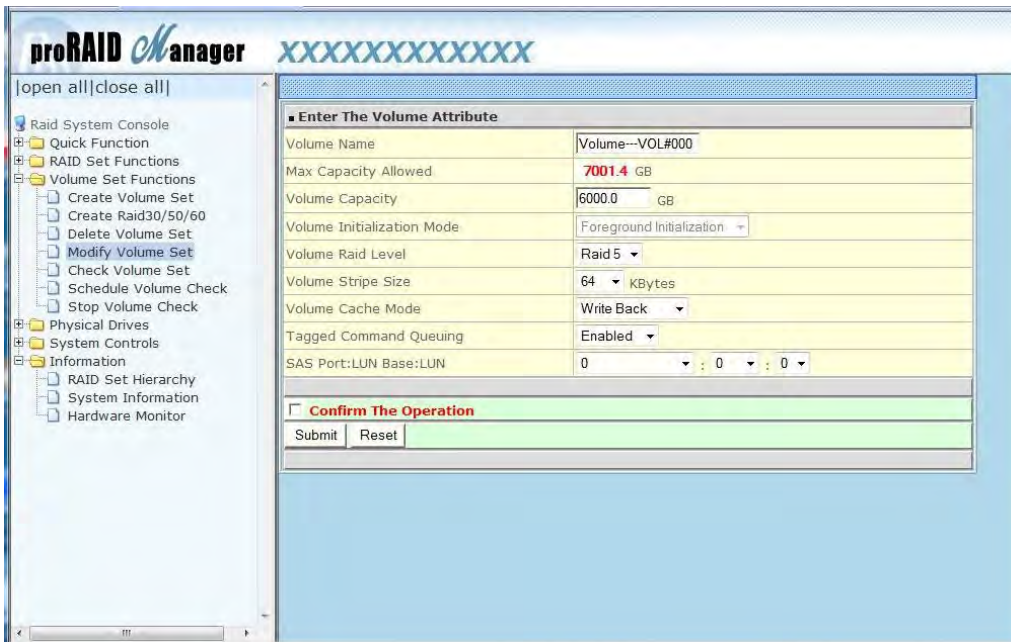 proRAID Manager XXXXXXXXXXXX
|open all|close all|
Raid System Console
Quick Function
RAID Set Functions
Volume Set Functions
Create Volume Set
Create Raid30/50/60
Delete Volume Set
Modify Volume Set
Check Volume Set
Schedule Volume Check
Stop Volume Check
Physical Drives
System Controls
Information
RAID Set Hierarchy
System Information
Hardware Monitor
Enter The Volume Attribute
Volume Name Volume---VOL#000
Max Capacity Allowed 7001.4 GB
Volume Capacity 6000.0 GB
Volume Initialization Mode Foreground Initialization
Volume Raid Level Raid 5
Volume Stripe Size 64 KBytes
Volume Cache Mode Write Back
Tagged Command Queuing Enabled
SAS Port:LUN Base:LUN 0 : 0 : 0
Confirm The Operation
Submit Reset